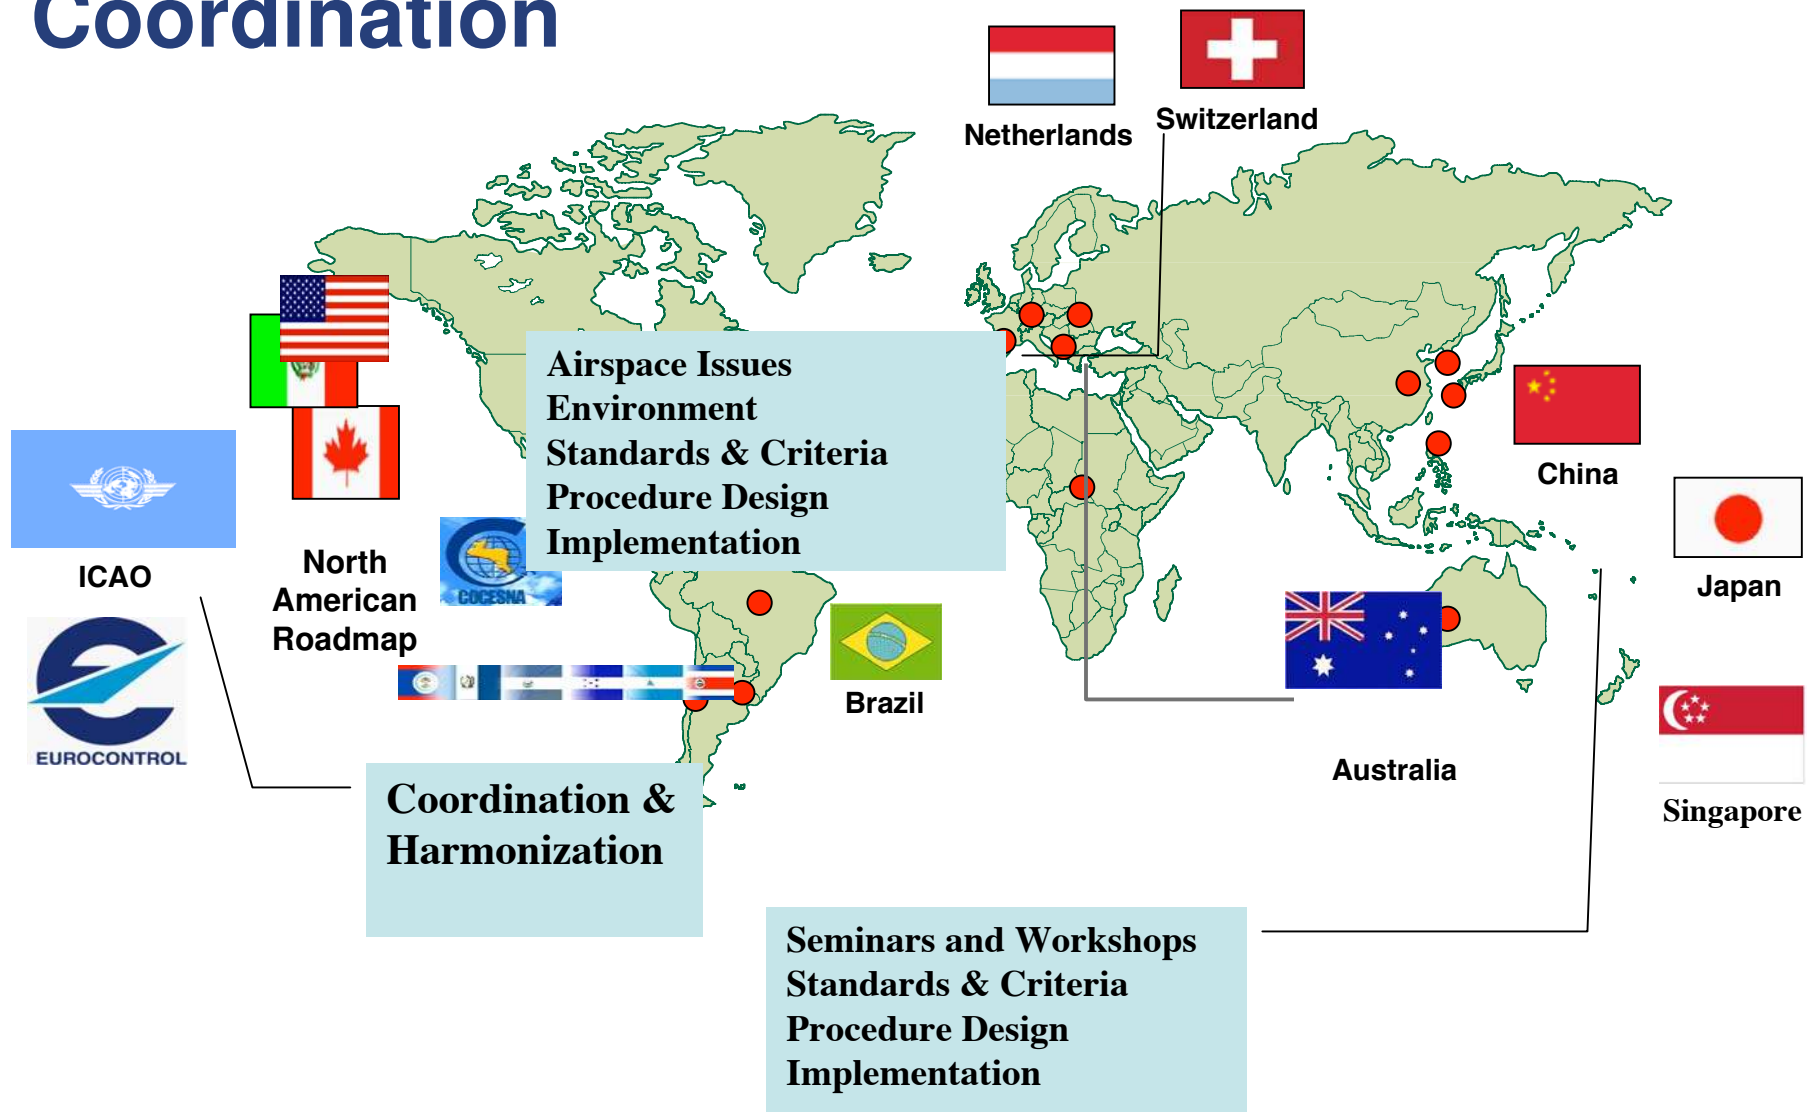 Coordination
Netherlands
Switzerland
Airspace Issues
Environment
Standards & Criteria
Procedure Design
Implementation
China
ICAO
North
American
Roadmap
COCESNA
Japan
EUROCONTROL
Brazil
Australia
Singapore
Coordination &
Harmonization
Seminars and Workshops
Standards & Criteria
Procedure Design
Implementation